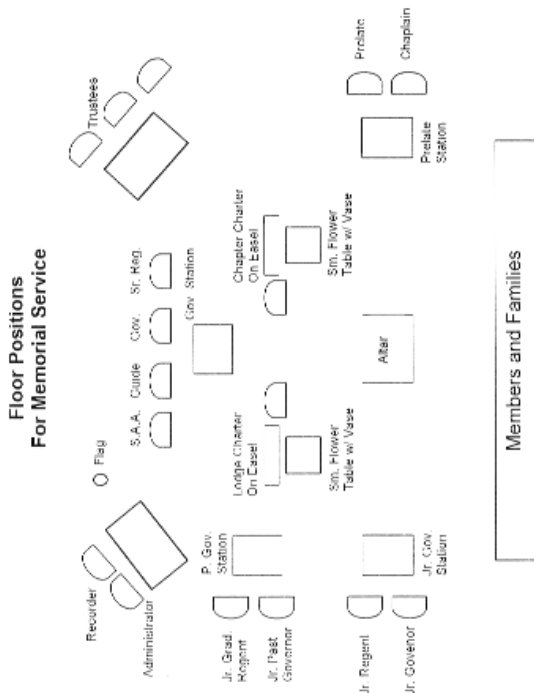 Floor Positions
For Memorial Service
Recorder
Administrator
Flag
S.A.A.
Guide
Gov.
Sr. Reg.
Trustees
Gov Station
Jr. Grad.
Regent
Jr. Past
Governor
P. Gov.
Station
Lodge Charter
On Easel
Chapter Charter
On Easel
Sm. Flower
Table w/ Vase
Sm. Flower
Table w/ Vase
Jr. Regent
Jr. Govenor
Jr. Gov.
Station
Altar
Prelate
Station
Prelate
Chaplain
Members and Families